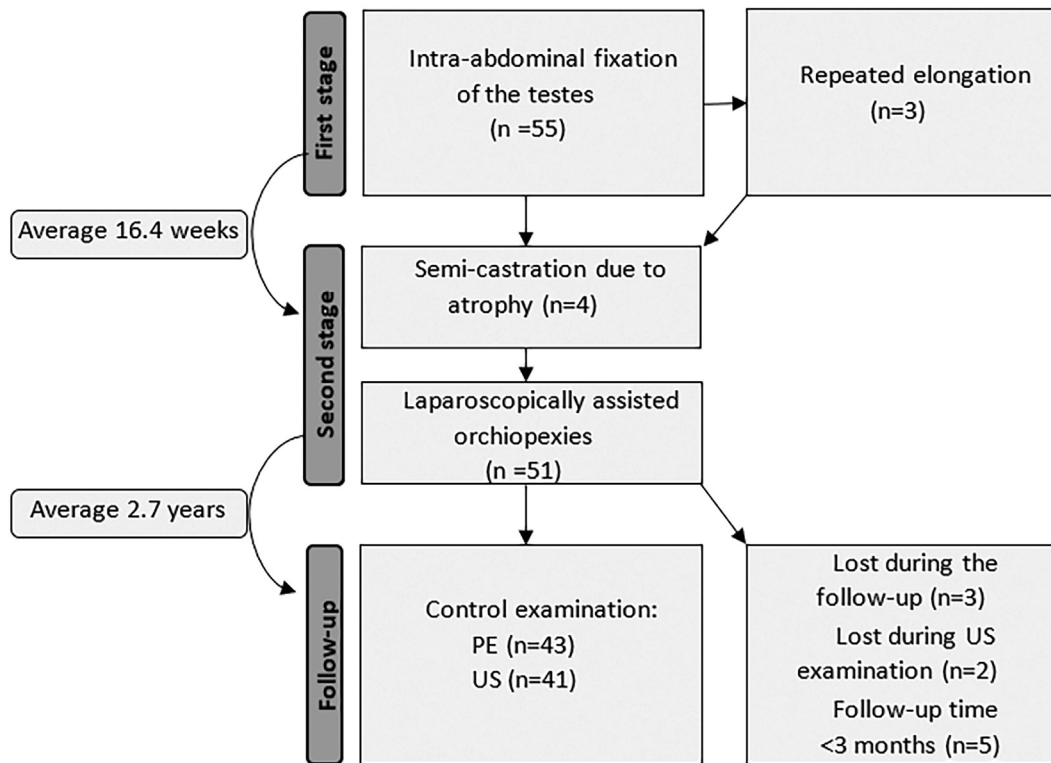 First stage
Intra-abdominal fixation
of the testes
(n =55)
Repeated elongation
(n=3)
Average 16.4 weeks
Second stage
Semi-castration due to
atrophy (n=4)
Laparoscopically assisted
orchiopexies
(n =51)
Average 2.7 years
Follow-up
Control examination:
PE (n=43)
US (n=41)
Lost during the
follow-up (n=3)
Lost during US
examination (n=2)
Follow-up time
<3 months (n=5)